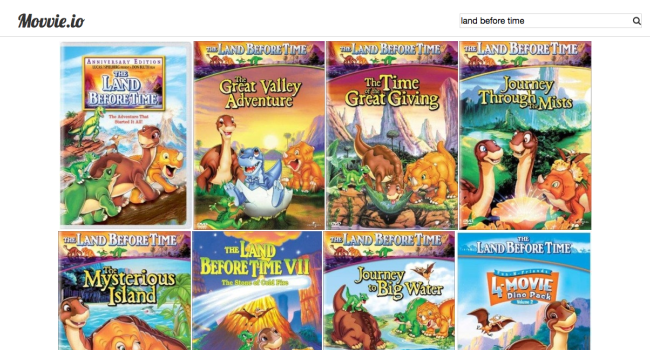 Movvie.io
land before time
ANNIVERSARY EDITION
THE
LAND
BEFORE TIME
The Adventure That
Started It All!
THE LAND BEFORE TIME
The
Great Valley
Adventure
THE LAND BEFORE TIME
The Time
of the
Great Giving
THE LAND BEFORE TIME
Journey
Through the
Mists
THE LAND BEFORE TIME
The
Mysterious
Island
THE
LAND
BEFORE TIME VII
The Stone of Cold Fire
THE LAND BEFORE TIME
Journey
to Big Water
THE
LAND BEFORE TIME
4 MOVIE
Dino Pack
Volume 2